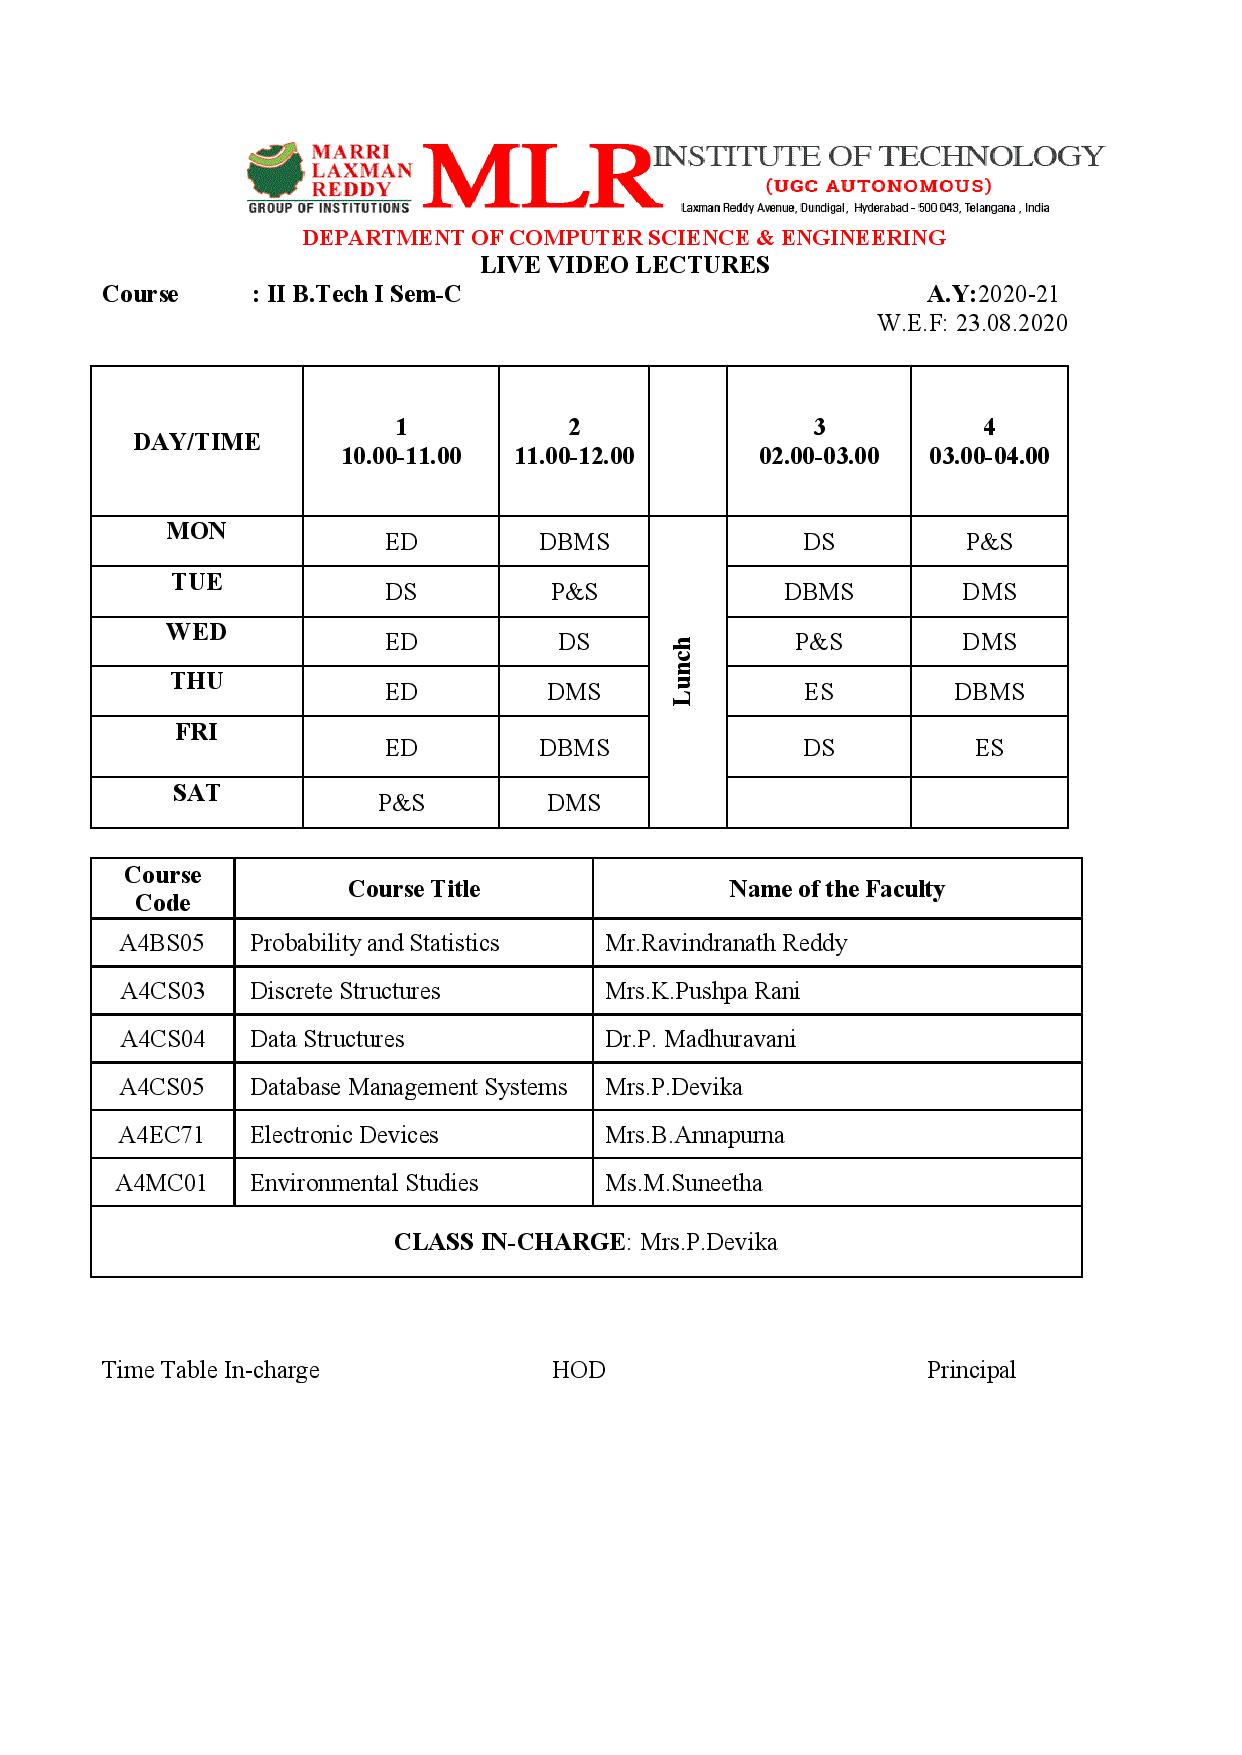 MARRI
LAXMAN
REDDY
GROUP OF INSTITUTIONS
MLR INSTITUTE OF TECHNOLOGY
(UGC AUTONOMOUS)
Laxman Reddy Avenue, Dundigal, Hyderabad - 500 043, Telangana , India
DEPARTMENT OF COMPUTER SCIENCE & ENGINEERING
LIVE VIDEO LECTURES
Course : II B.Tech I Sem-C A.Y:2020-21
W.E.F: 23.08.2020
DAY/TIME 1 2 3 4
10.00-11.00 11.00-12.00 02.00-03.00 03.00-04.00
MON ED DBMS DS P&S
TUE DS P&S DBMS DMS
WED ED DS P&S DMS
Lunch
THU ED DMS ES DBMS
FRI ED DBMS DS ES
SAT P&S DMS
Course Code Course Title Name of the Faculty
A4BS05 Probability and Statistics Mr.Ravindranath Reddy
A4CS03 Discrete Structures Mrs.K.Pushpa Rani
A4CS04 Data Structures Dr.P. Madhuravani
A4CS05 Database Management Systems Mrs.P.Devika
A4EC71 Electronic Devices Mrs.B.Annapurna
A4MC01 Environmental Studies Ms.M.Suneetha
CLASS IN-CHARGE: Mrs.P.Devika
Time Table In-charge HOD Principal